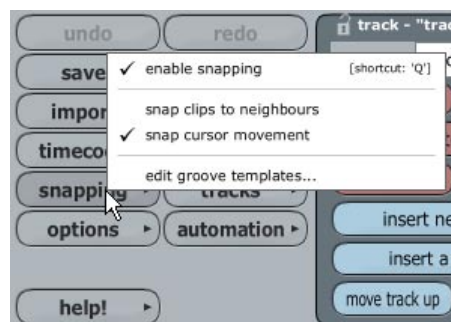 undo redo track - "trac
save
enable snapping [shortcut: 'Q']
impor
snap clips to neighbours
snap cursor movement
timeco
edit groove templates...
snapping tracks
options automation insert ne
insert a
help! move track up